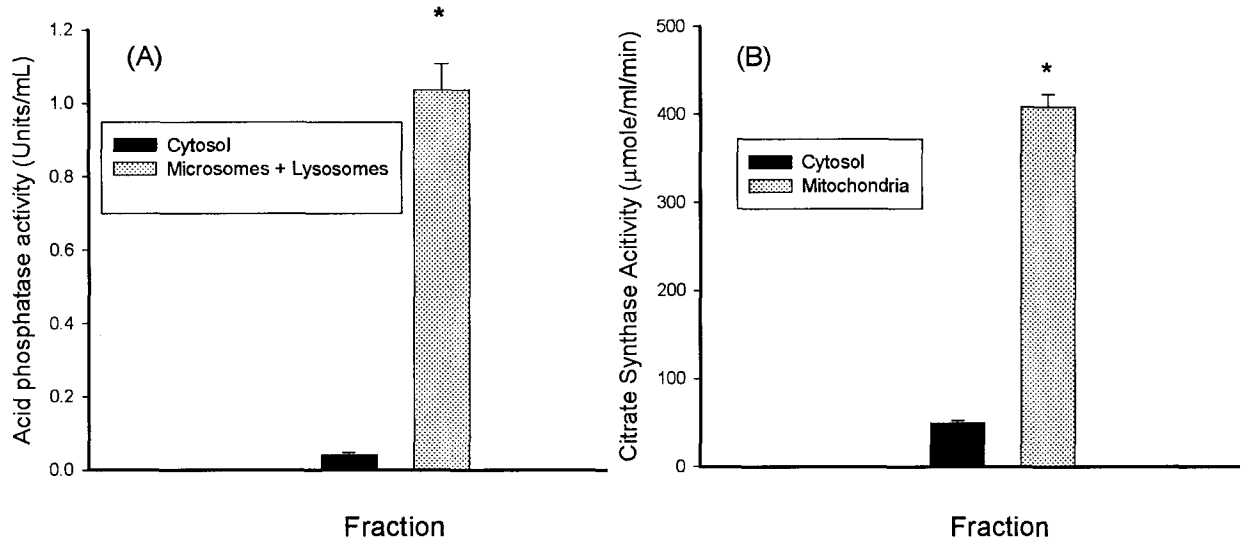 (A)
*
Acid phosphatase activity (Units/mL)
1.2
1.0
0.8
0.6
0.4
0.2
0.0
Cytosol
Microsomes + Lysosomes
Fraction
(B)
*
Citrate Synthase Acitivity (μmole/ml/min)
500
400
300
200
100
0
Cytosol
Mitochondria
Fraction